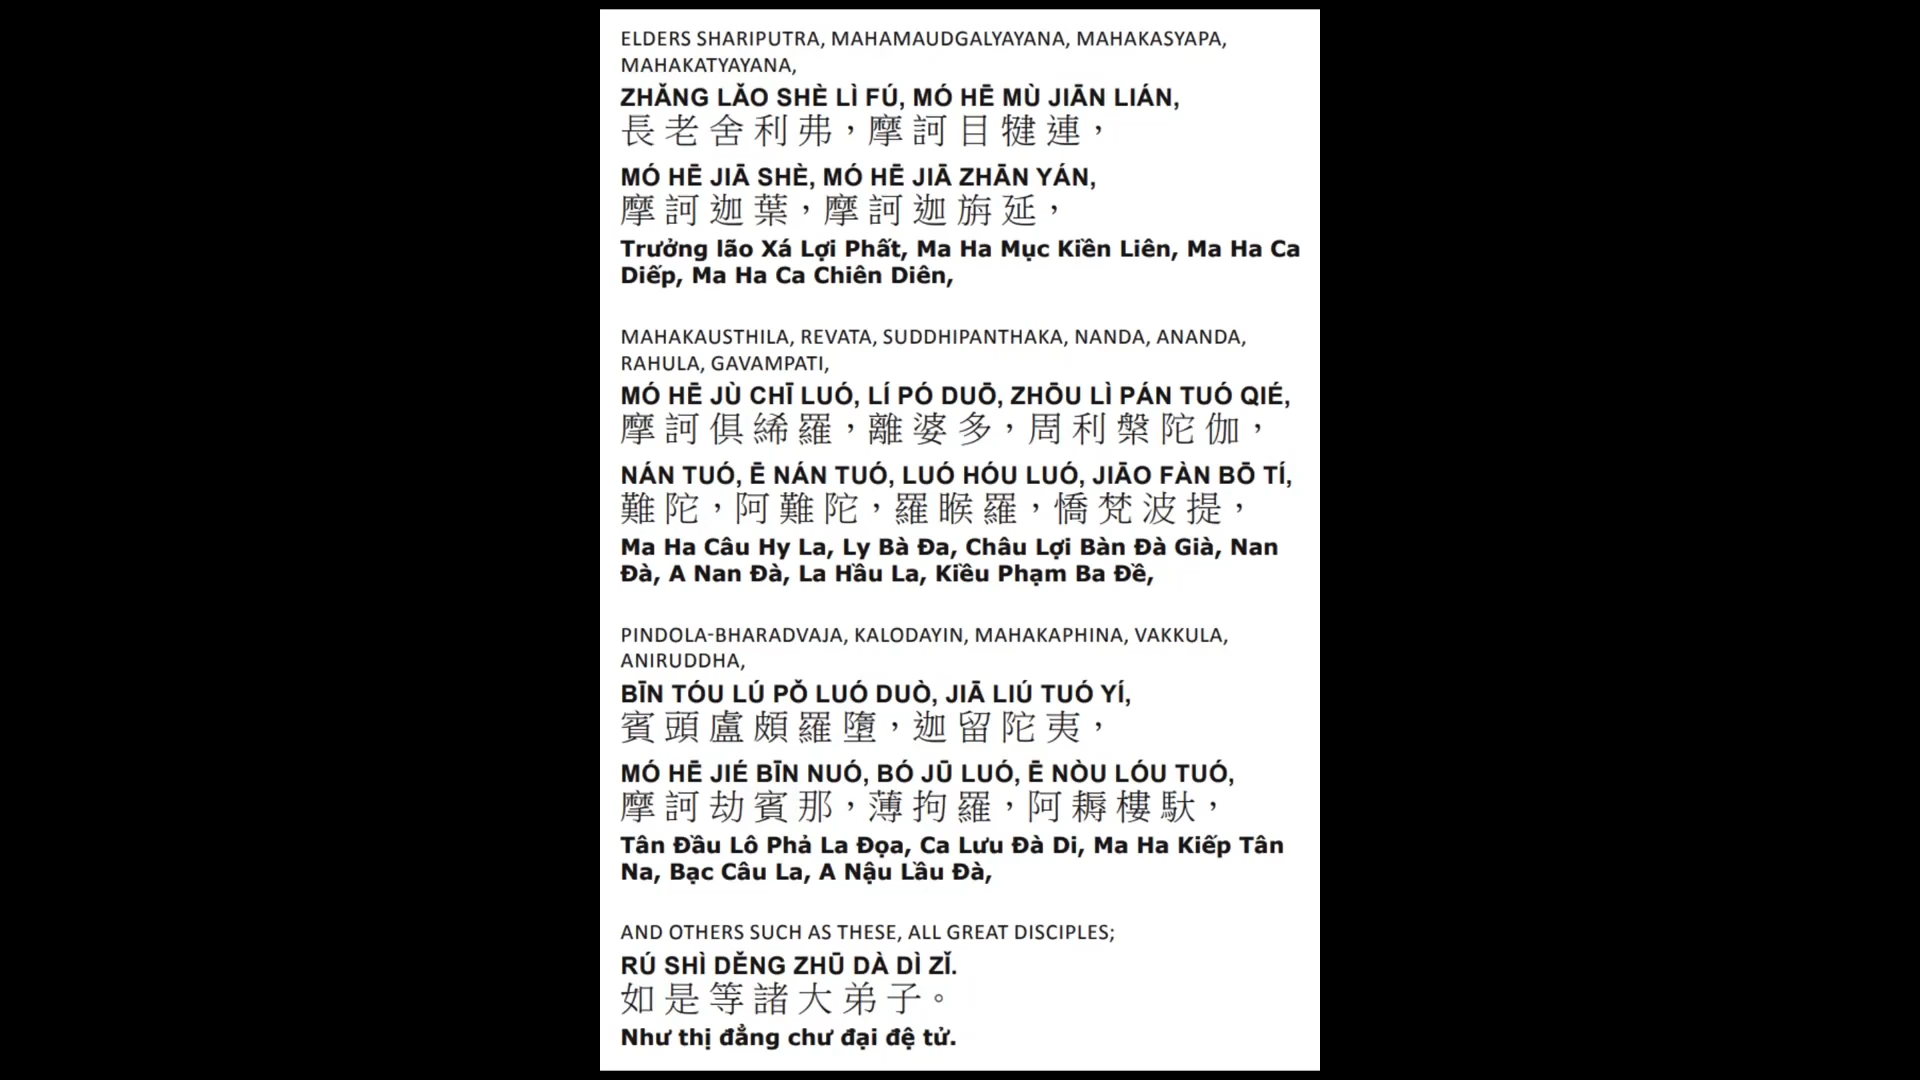 ELDERS SHARIPUTRA, MAHAMAUDGALYAYANA, MAHAKASYAPA,
MAHAKATYAYANA,
ZHǍNG LǍO SHÈ LÌ FÚ, MÓ HĒ MÙ JIĀN LIÁN,
長老舍利弗，摩訶目犍連，
MÓ HĒ JIĀ SHÈ, MÓ HĒ JIĀ ZHĀN YÁN,
摩訶迦葉，摩訶迦旃延，
Trưởng lão Xá Lợi Phất, Ma Ha Mục Kiền Liên, Ma Ha Ca
Diếp, Ma Ha Ca Chiên Diên,
MAHAKAUSTHILA, REVATA, SUDDHIPANTHAKA, NANDA, ANANDA,
RAHULA, GAVAMPATI,
MÓ HĒ JÙ CHĪ LUÓ, LÍ PÓ DUŌ, ZHŌU LÌ PÁN TUÓ QIÉ,
摩訶俱絺羅，離婆多，周利槃陀伽，
NÁN TUÓ, Ē NÁN TUÓ, LUÓ HÓU LUÓ, JIĀO FÀN BŌ TÍ,
難陀，阿難陀，羅睺羅，憍梵波提，
Ma Ha Câu Hy La, Ly Bà Đa, Châu Lợi Bàn Đà Già, Nan
Đà, A Nan Đà, La Hầu La, Kiều Phạm Ba Đề,
PINDOLA-BHARADVAJA, KALODAYIN, MAHAKAPHINA, VAKKULA,
ANIRUDDHA,
BĪN TÓU LÚ PǑ LUÓ DUÒ, JIĀ LIÚ TUÓ YÍ,
賓頭盧頗羅墮，迦留陀夷，
MÓ HĒ JIÉ BĪN NUÓ, BÓ JŪ LUÓ, Ē NÒU LÓU TUÓ,
摩訶劫賓那，薄拘羅，阿耨樓馱，
Tân Đầu Lô Phả La Đọa, Ca Lưu Đà Di, Ma Ha Kiếp Tân
Na, Bạc Câu La, A Nậu Lầu Đà,
AND OTHERS SUCH AS THESE, ALL GREAT DISCIPLES;
RÚ SHÌ DĚNG ZHŪ DÀ DÌ ZǏ.
如是等諸大弟子。
Như thị đẳng chư đại đệ tử.